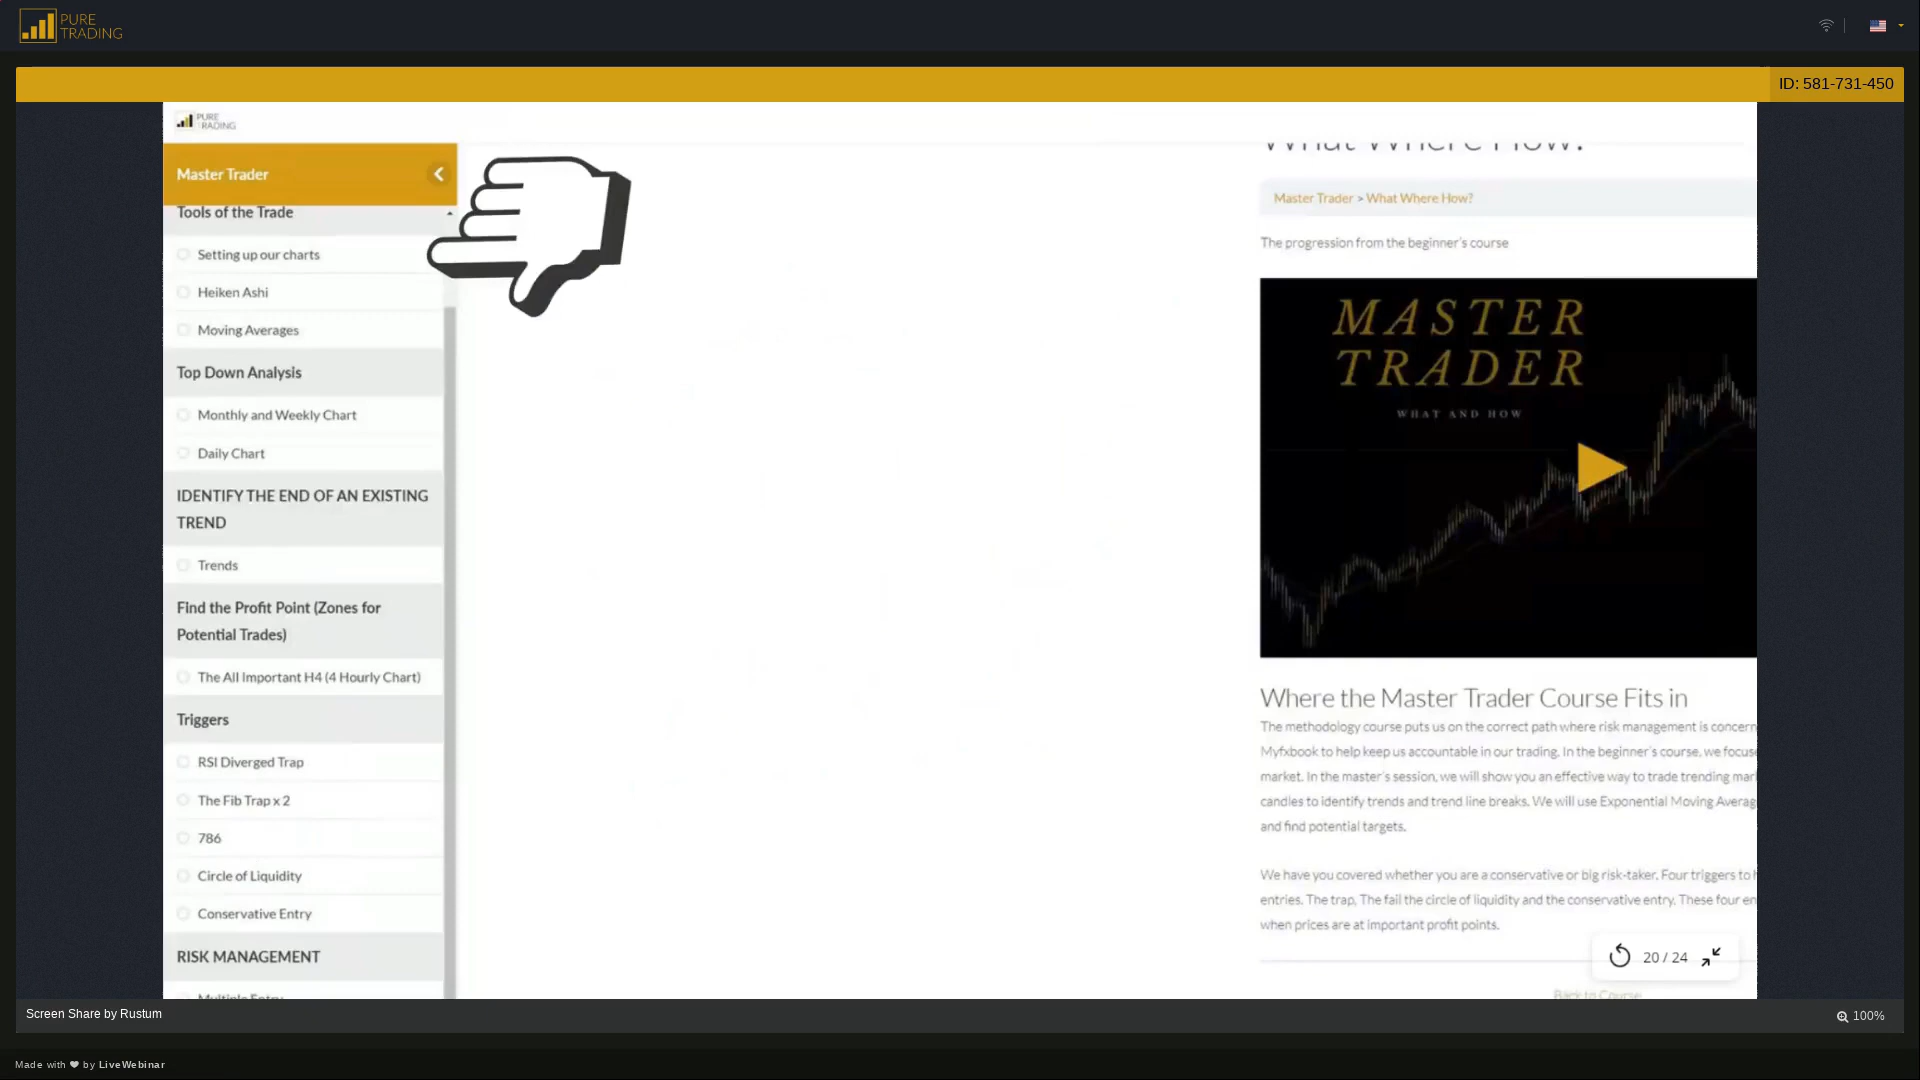 PURE
TRADING
ID: 581-731-450
PURE
TRADING
What Where How?
Master Trader
Tools of the Trade
Setting up our charts
Heiken Ashi
Moving Averages
Top Down Analysis
Monthly and Weekly Chart
Daily Chart
IDENTIFY THE END OF AN EXISTING
TREND
Trends
Find the Profit Point (Zones for
Potential Trades)
The All Important H4 (4 Hourly Chart)
Triggers
RSI Diverged Trap
The Fib Trap x 2
786
Circle of Liquidity
Conservative Entry
RISK MANAGEMENT
Multiple Entry
Master Trader > What Where How?
The progression from the beginner's course
MASTER
TRADER
WHAT AND HOW
Where the Master Trader Course Fits in
The methodology course puts us on the correct path where risk management is concern
Myfxbook to help keep us accountable in our trading. In the beginner's course, we focuse
market. In the master's session, we will show you an effective way to trade trending mar
candles to identify trends and trend line breaks. We will use Exponential Moving Averag
and find potential targets.
We have you covered whether you are a conservative or big risk-taker. Four triggers to h
entries. The trap, The fail the circle of liquidity and the conservative entry. These four en
when prices are at important profit points.
20 / 24
Back to Course
Screen Share by Rustum
100%
Made with by LiveWebinar